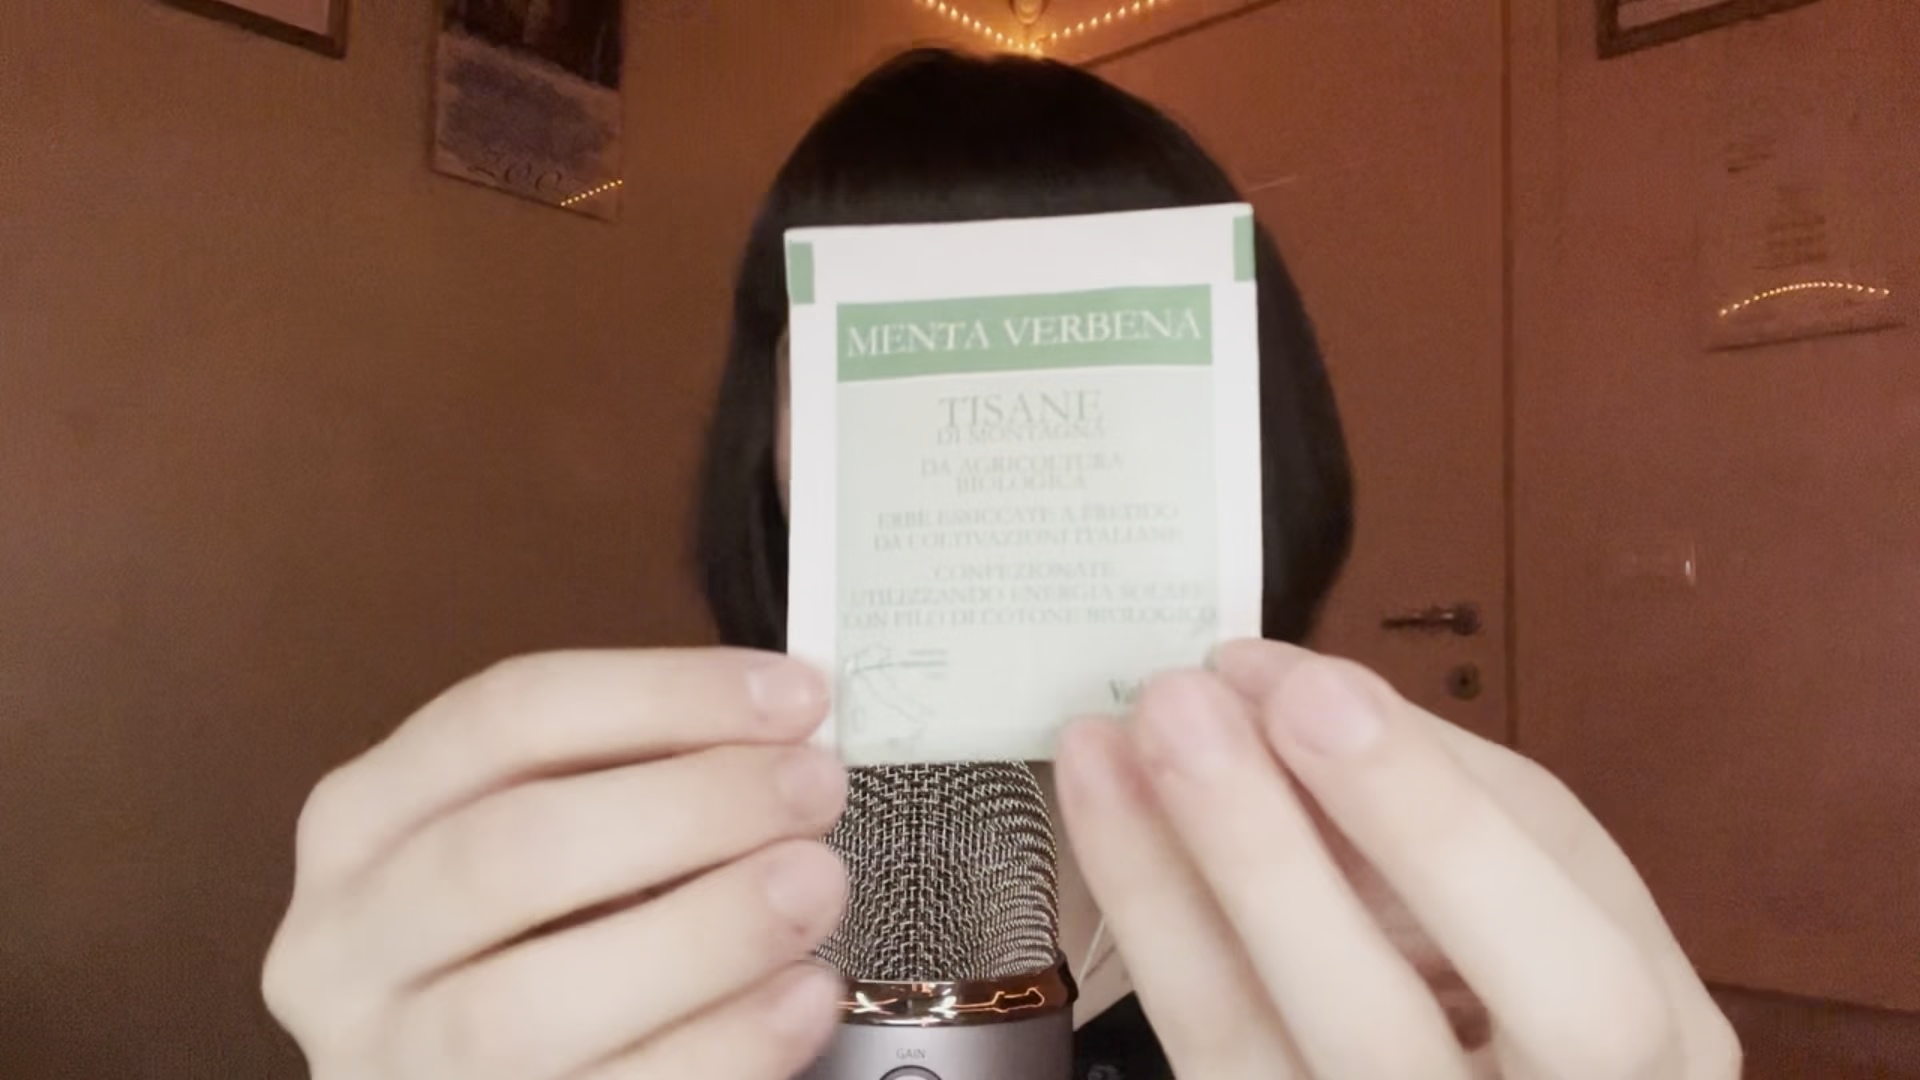 MENTA VERBENA
TISANE
DI MONTAGNA
DA AGRICOLTURA
BIOLOGICA
ERBE ESSICCATE A FREDDO
DA COLTIVAZIONI ITALIANE
CONFEZIONATE
UTILIZZANDO ENERGIA SOLARE
CON FILO DI COTONE BIOLOGICO
GAIN